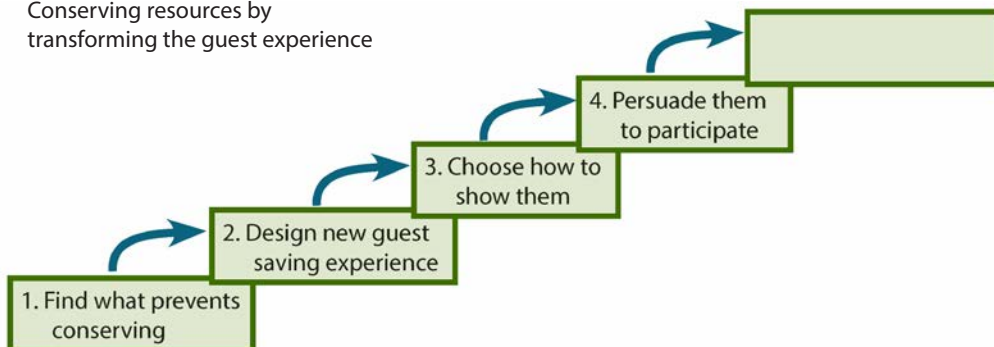 Conserving resources by
transforming the guest experience
1. Find what prevents
conserving
2. Design new guest
saving experience
3. Choose how to
show them
4. Persuade them
to participate